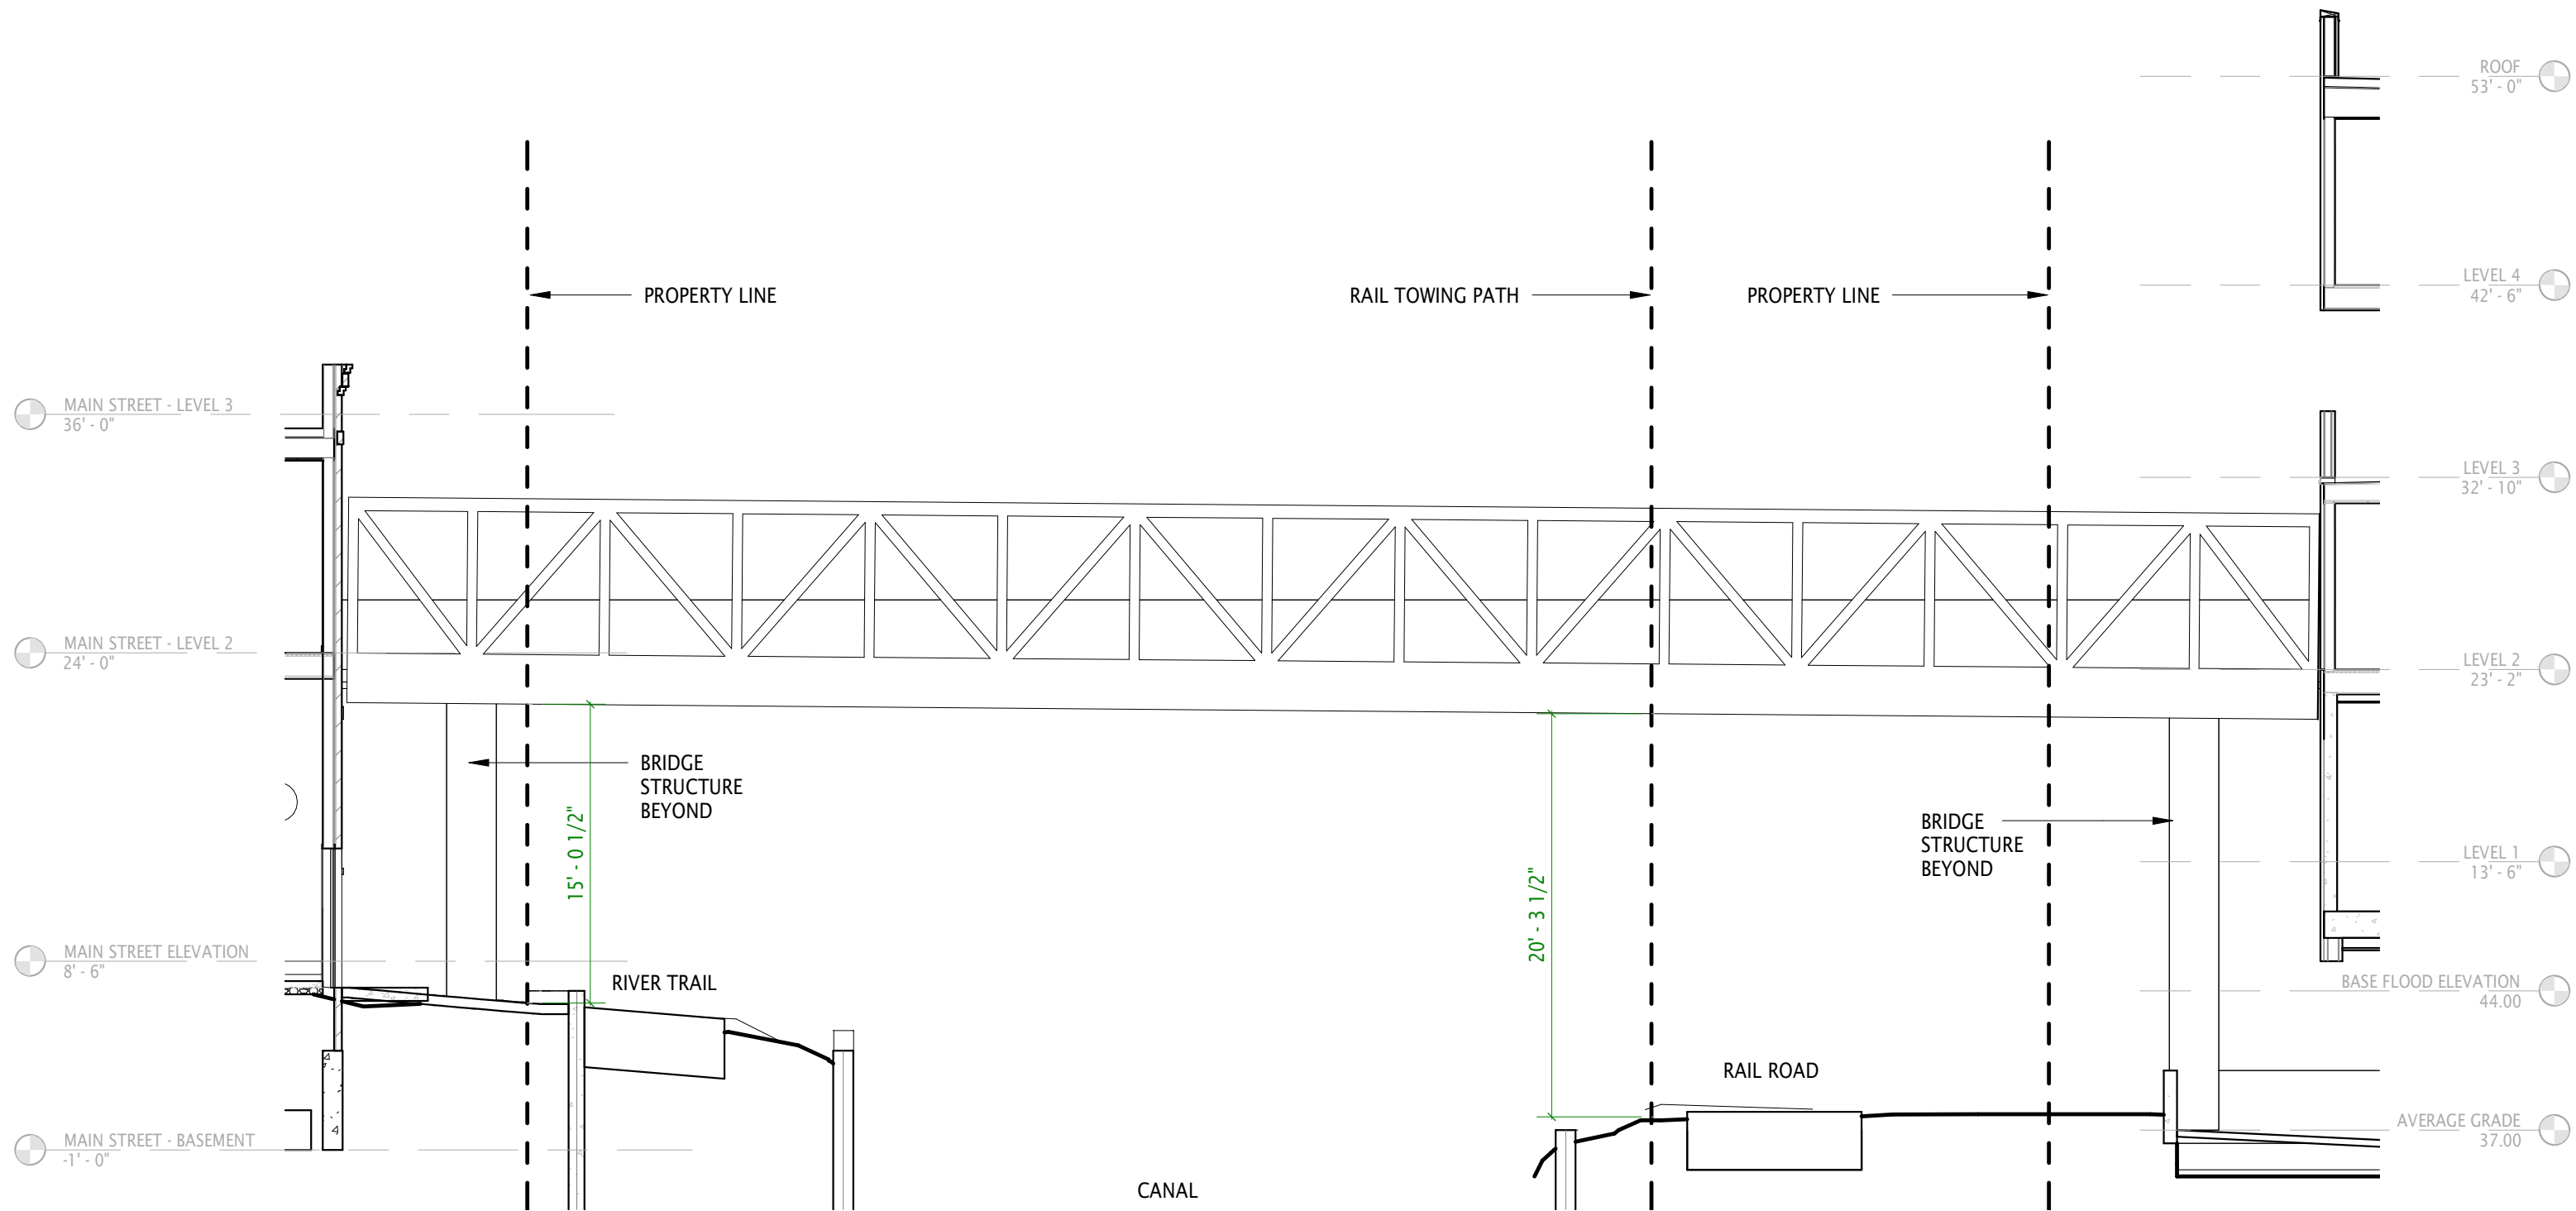 ROOF
53' - 0"
PROPERTY LINE
RAIL TOWING PATH
PROPERTY LINE
LEVEL 4
42' - 6"
MAIN STREET - LEVEL 3
36' - 0"
LEVEL 3
32' - 10"
MAIN STREET - LEVEL 2
24' - 0"
LEVEL 2
23' - 2"
BRIDGE
STRUCTURE
BEYOND
15' - 0 1/2"
20' - 3 1/2"
BRIDGE
STRUCTURE
BEYOND
LEVEL 1
13' - 6"
MAIN STREET ELEVATION
8' - 6"
RIVER TRAIL
BASE FLOOD ELEVATION
44.00
RAIL ROAD
MAIN STREET - BASEMENT
-1' - 0"
AVERAGE GRADE
37.00
CANAL